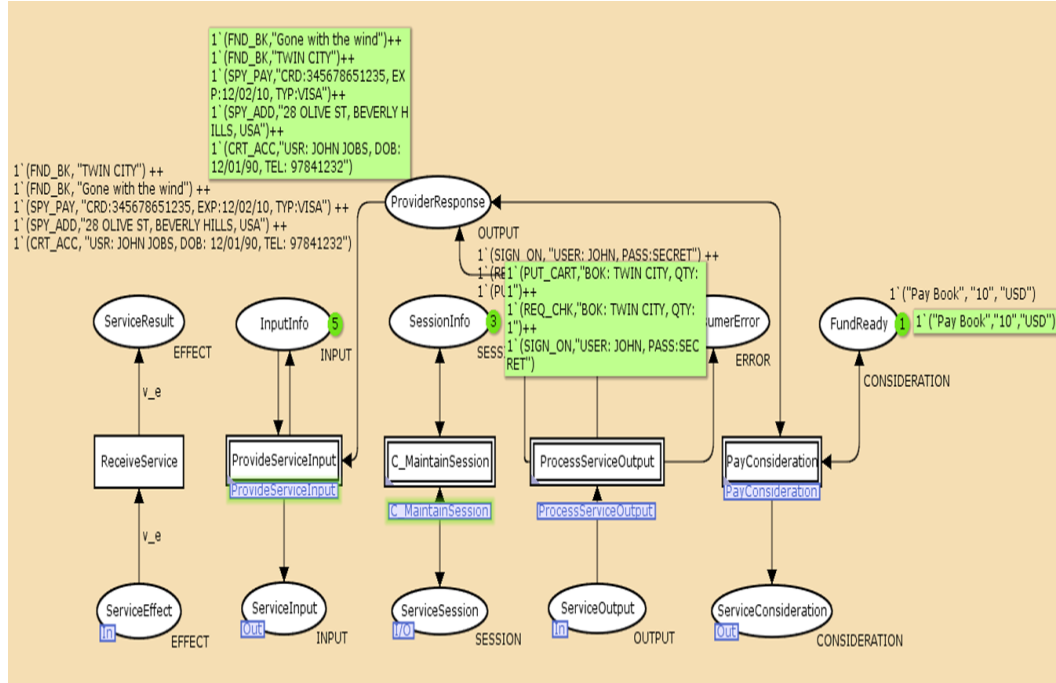 1`(FND_BK,"Gone with the wind")++
1`(FND_BK,"TWIN CITY")++
1`(SPY_PAY,"CRD:345678651235, EX
P:12/02/10, TYP:VISA")++
1`(SPY_ADD,"28 OLIVE ST, BEVERLY H
ILLS, USA")++
1`(CRT_ACC,"USR: JOHN JOBS, DOB:
12/01/90, TEL: 97841232")
1`(FND_BK, "TWIN CITY") ++
1`(FND_BK, "Gone with the wind") ++
1`(SPY_PAY, "CRD:345678651235, EXP:12/02/10, TYP:VISA") ++
1`(SPY_ADD,"28 OLIVE ST, BEVERLY HILLS, USA") ++
1`(CRT_ACC, "USR: JOHN JOBS, DOB: 12/01/90, TEL: 97841232")
ProviderResponse
OUTPUT
1`(SIGN_ON, "USER: JOHN, PASS:SECRET") ++
1`(PUT_CART,"BOK: TWIN CITY, QTY:
1")++
1`(REQ_CHK,"BOK: TWIN CITY, QTY:
1")++
1`(SIGN_ON,"USER: JOHN, PASS:SEC
RET")
1`("Pay Book", "10", "USD")
1`("Pay Book","10","USD")
ServiceResult
EFFECT
InputInfo
5
INPUT
SessionInfo
3
SESS
umerError
ERROR
FundReady
1
CONSIDERATION
v_e
ReceiveService
ProvideServiceInput
ProvideServiceInput
C_MaintainSession
C_MaintainSession
ProcessServiceOutput
ProcessServiceOutput
PayConsideration
PayConsideration
v_e
ServiceEffect
In
EFFECT
ServiceInput
Out
INPUT
ServiceSession
I/O
SESSION
ServiceOutput
In
OUTPUT
ServiceConsideration
Out
CONSIDERATION